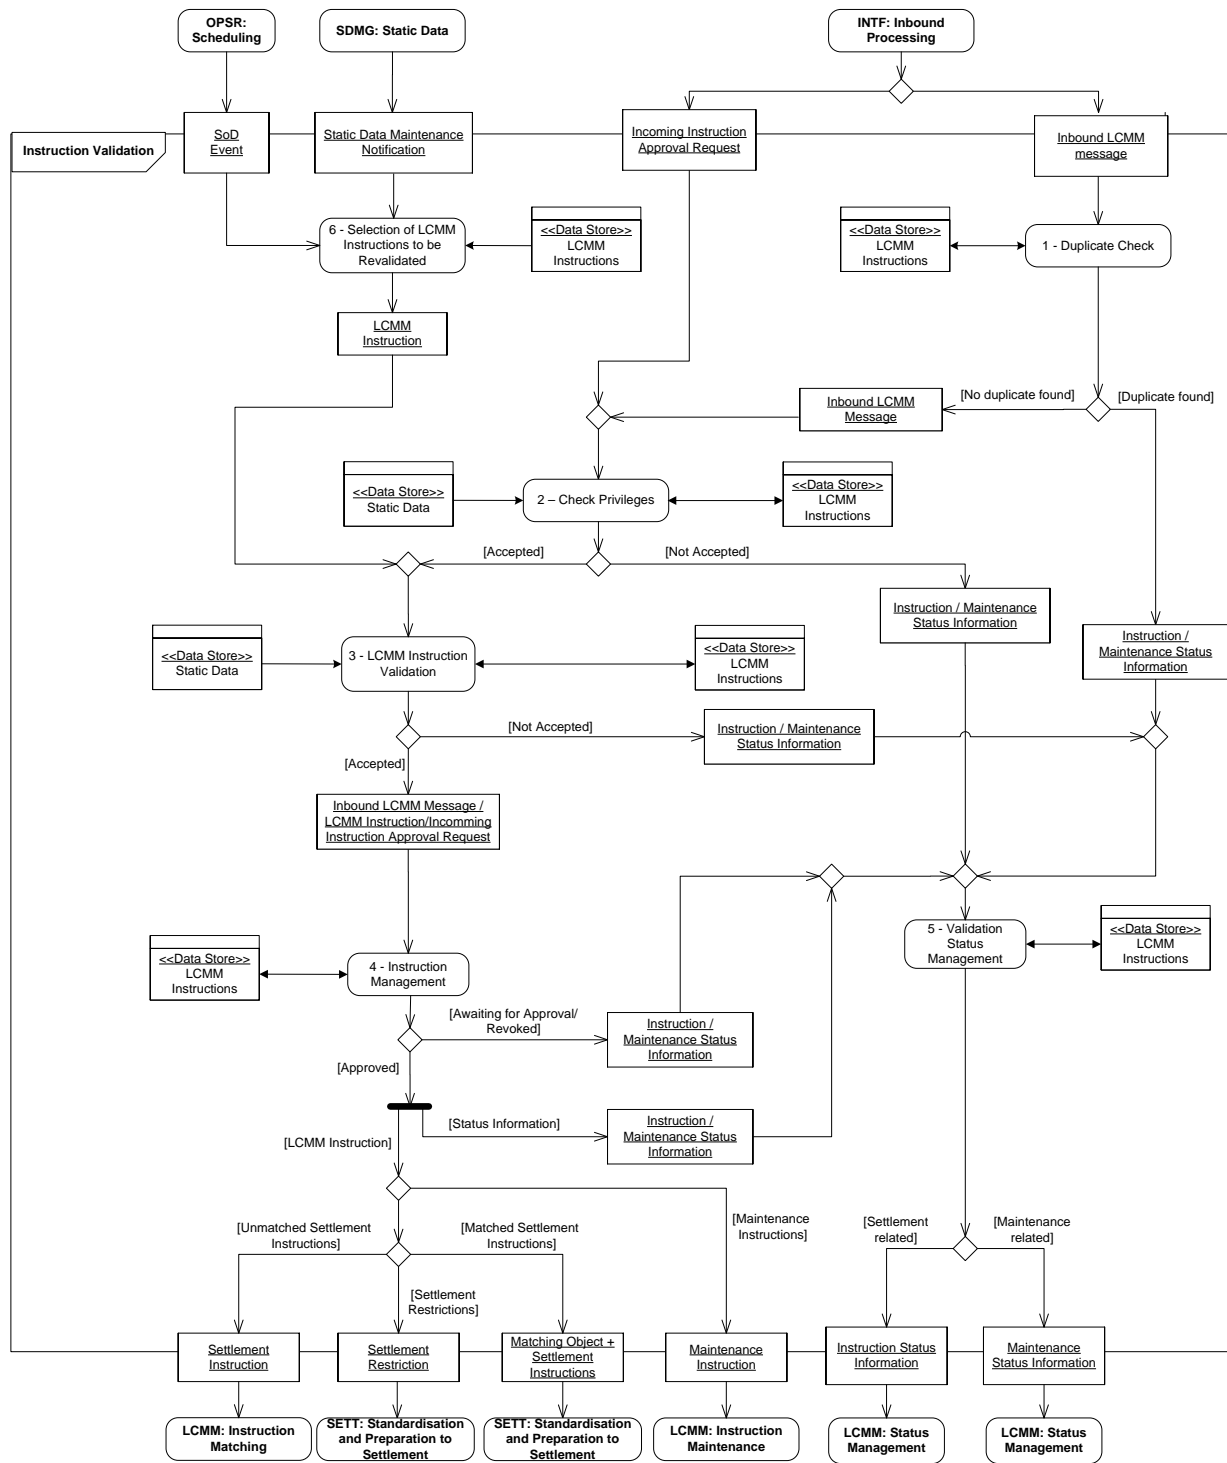 OPSR:
Scheduling
SDMG: Static Data
INTF: Inbound
Processing
Instruction Validation
SoD
Event
Static Data Maintenance
Notification
Incoming Instruction
Approval Request
Inbound LCMM
message
6 - Selection of LCMM
Instructions to be
Revalidated
<<Data Store>>
LCMM
Instructions
<<Data Store>>
LCMM
Instructions
1 - Duplicate Check
LCMM
Instruction
[No duplicate found]
[Duplicate found]
Inbound LCMM
Message
<<Data Store>>
Static Data
2 – Check Privileges
<<Data Store>>
LCMM
Instructions
[Accepted]
[Not Accepted]
Instruction / Maintenance
Status Information
Instruction /
Maintenance Status
Information
<<Data Store>>
Static Data
3 - LCMM Instruction
Validation
<<Data Store>>
LCMM
Instructions
[Not Accepted]
Instruction / Maintenance
Status Information
[Accepted]
Inbound LCMM Message /
LCMM Instruction/Incomming
Instruction Approval Request
<<Data Store>>
LCMM
Instructions
4 - Instruction
Management
5 - Validation
Status
Management
<<Data Store>>
LCMM
Instructions
[Awaiting for Approval/
Revoked]
Instruction /
Maintenance Status
Information
[Approved]
[Status Information]
Instruction /
Maintenance Status
Information
[LCMM Instruction]
[Unmatched Settlement
Instructions]
[Matched Settlement
Instructions]
[Maintenance
Instructions]
[Settlement
related]
[Maintenance
related]
[Settlement
Restrictions]
Settlement
Instruction
Settlement
Restriction
Matching Object +
Settlement
Instructions
Maintenance
Instruction
Instruction Status
Information
Maintenance
Status Information
LCMM: Instruction
Matching
SETT: Standardisation
and Preparation to
Settlement
SETT: Standardisation
and Preparation to
Settlement
LCMM: Instruction
Maintenance
LCMM: Status
Management
LCMM: Status
Management